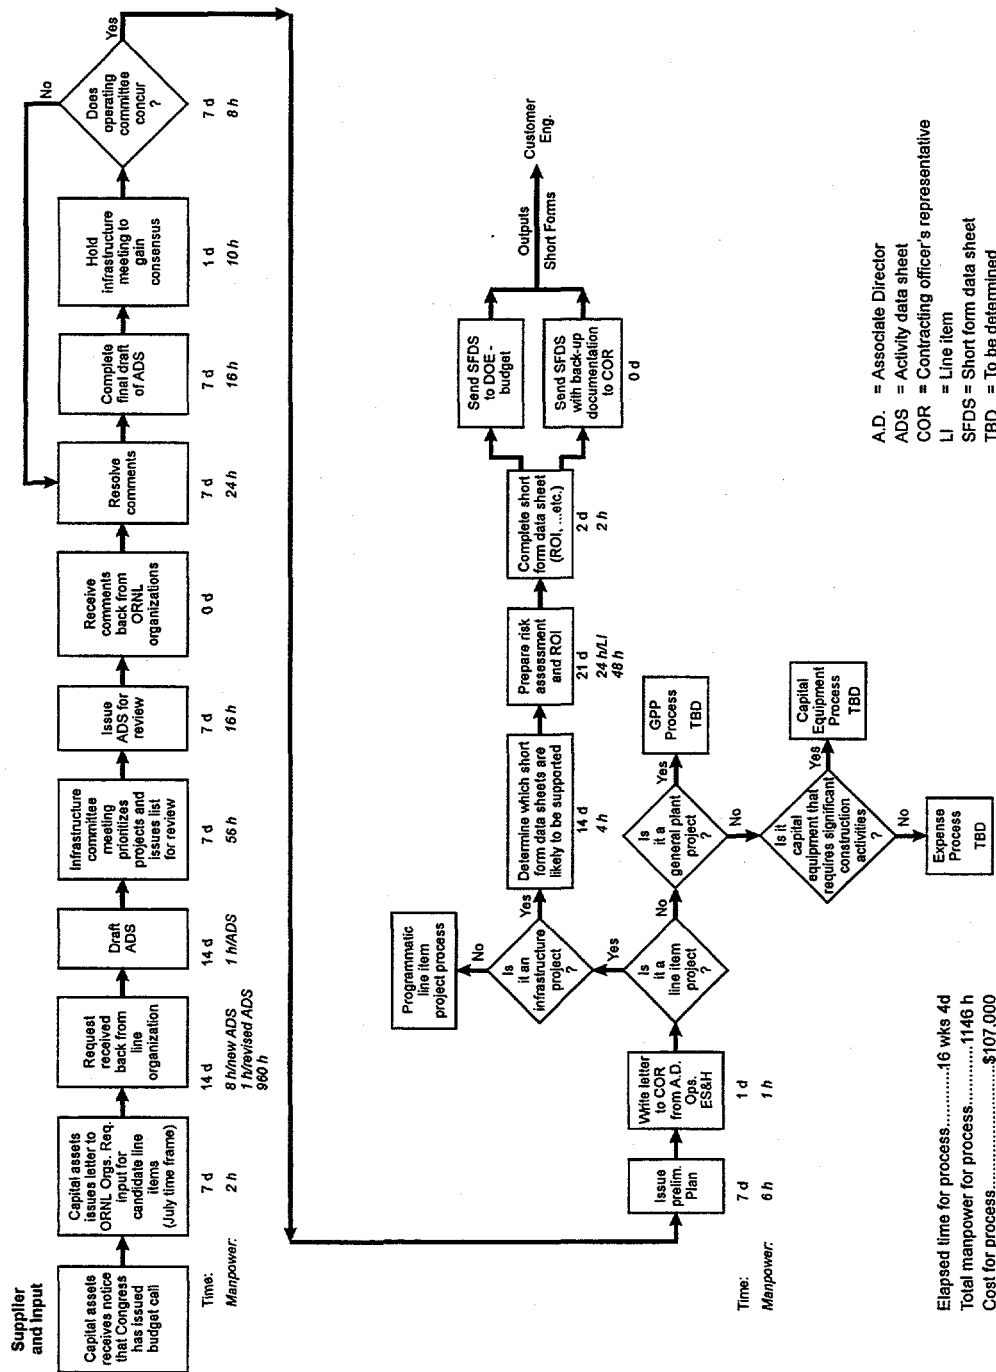 Supplier
and Input
Capital assets
receives notice
that Congress
has issued
budget call
Capital assets
issues letter to
ORNL Orgs. Req.
input for
candidate line
items
(July time frame)
Request
received
back from
line
organization
Draft
ADS
Infrastructure
committee
meeting
prioritizes
projects and
issues list
for review
Issue
ADS for
review
Receive
comments
back from
ORNL
organizations
Resolve
comments
Complete
final draft
of ADS
Hold
infrastructure
meeting to
gain
consensus
Does
operating
committee
concur
?
No
Yes
Time:
7 d
14 d
14 d
7 d
7 d
0 d
7 d
7 d
1 d
7 d
Manpower:
2 h
8 h/new ADS
1 h/revised ADS
960 h
1 h/ADS
56 h
16 h
24 h
16 h
10 h
8 h
Issue
prelim.
Plan
Write letter
to COR
from A.D.
Ops.
ES&H
Is
it a
line item
project
?
Yes
No
Is
it an
infrastructure
project
?
No
Yes
Programmatic
line item
project process
Determine which short
form data sheets are
likely to be supported
14 d
4 h
Prepare risk
assessment
and ROI
21 d
24 h/LI
48 h
Complete short
form data sheet
(ROI, ...etc.)
2 d
2 h
Send SFDS
to DOE -
budget
Send SFDS
with back-up
documentation
to COR
0 d
Outputs
Short Forms
Customer
Eng.
Is
it a
general plant
project
?
Yes
No
GPP
Process
TBD
Is it
capital
equipment that
requires significant
construction
activities
?
Yes
No
Capital
Equipment
Process
TBD
Expense
Process
TBD
Time:
7 d
1 d
Manpower:
6 h
1 h
Elapsed time for process..........16 wks 4d
Total manpower for process............1146 h
Cost for process......................$107,000
A.D. = Associate Director
ADS = Activity data sheet
COR = Contracting officer's representative
LI = Line item
SFDS = Short form data sheet
TBD = To be determined